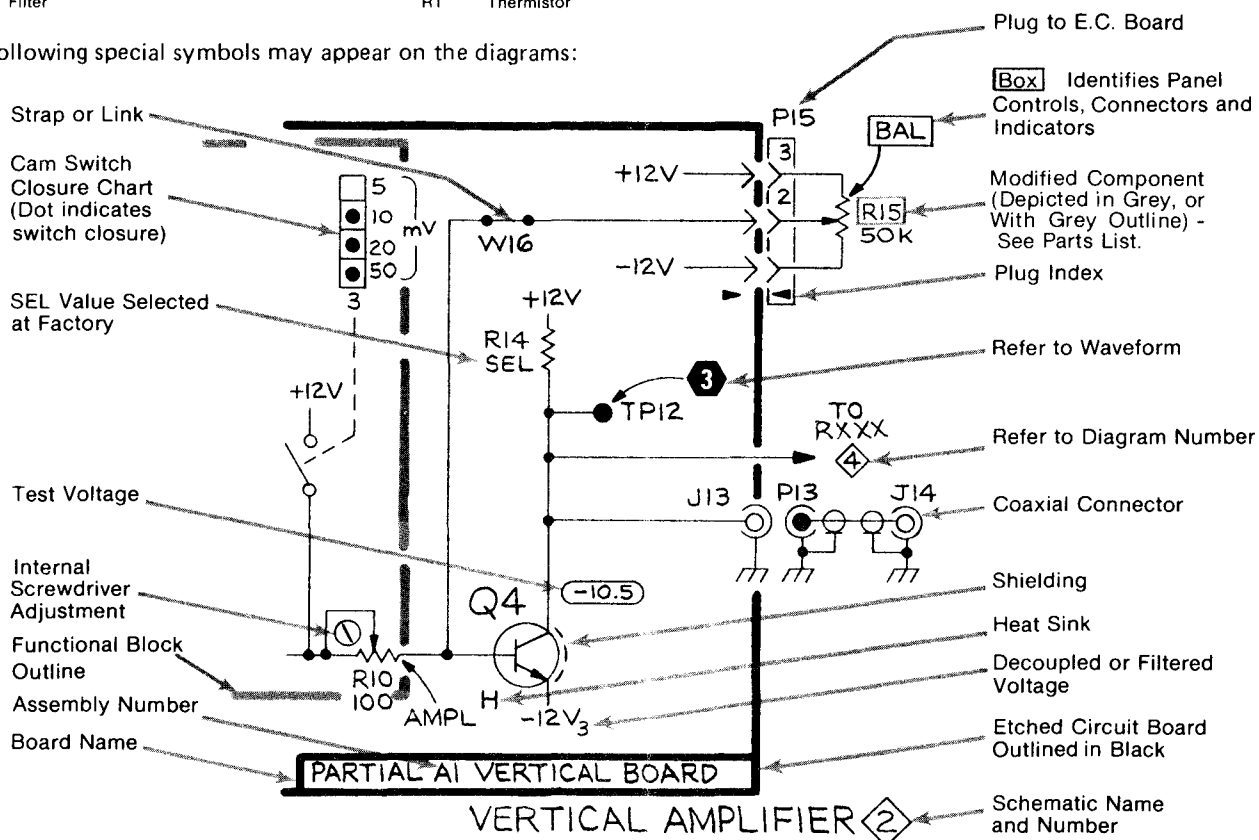 Filter
RT Thermistor
ollowing special symbols may appear on the diagrams:
Strap or Link
Cam Switch
Closure Chart
(Dot indicates
switch closure)
SEL Value Selected
at Factory
Test Voltage
Internal
Screwdriver
Adjustment
Functional Block
Outline
Assembly Number
Board Name
5
10
20
50
mV
3
+12V
R10
100
AMPL
W16
+12V
R14
SEL
3
TP12
+12V
-12V
P15
3
2
BAL
R15
50K
TO
RXXX
4
J13
P13
J14
-10.5
Q4
H
-12V3
PARTIAL A1 VERTICAL BOARD
VERTICAL AMPLIFIER 2
Plug to E.C. Board
Box Identifies Panel
Controls, Connectors and
Indicators
Modified Component
(Depicted in Grey, or
With Grey Outline) -
See Parts List.
Plug Index
Refer to Waveform
Refer to Diagram Number
Coaxial Connector
Shielding
Heat Sink
Decoupled or Filtered
Voltage
Etched Circuit Board
Outlined in Black
Schematic Name
and Number